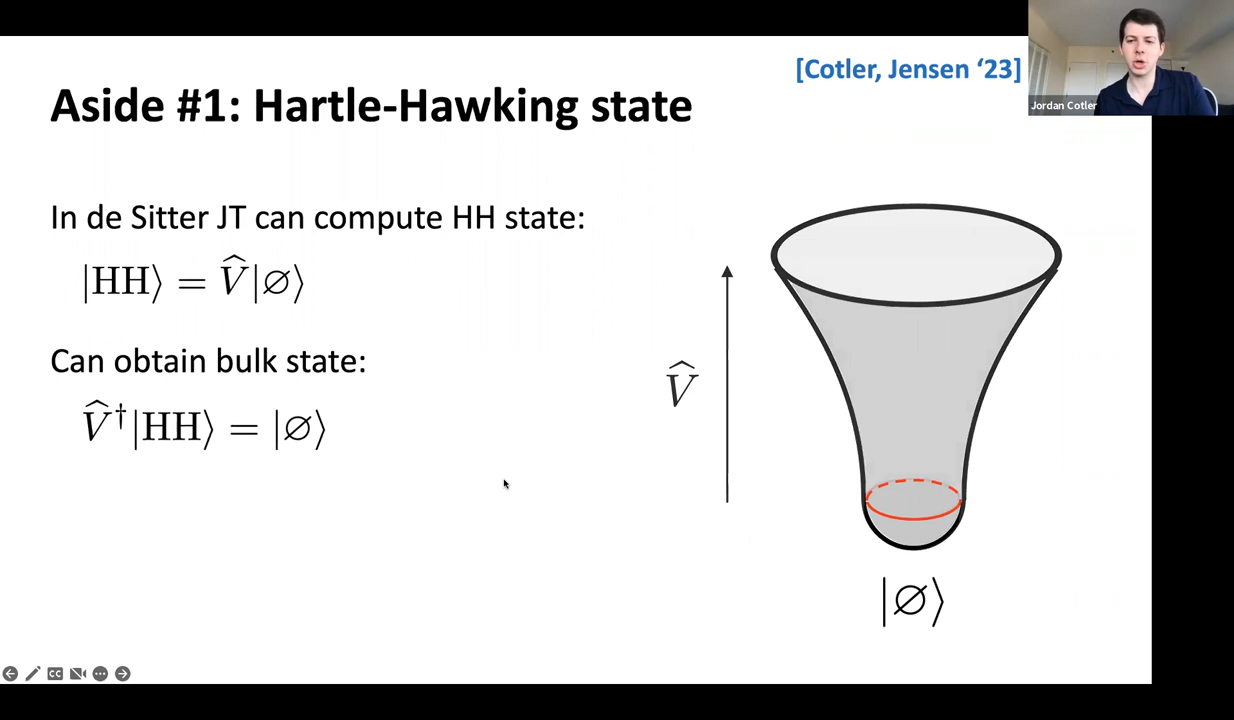 [Cotler, Jensen ‘23]
Jordan Cotler
Aside #1: Hartle-Hawking state
In de Sitter JT can compute HH state:
|HH⟩ = V̂|∅⟩
Can obtain bulk state:
V̂†|HH⟩ = |∅⟩
V̂
|∅⟩
CC